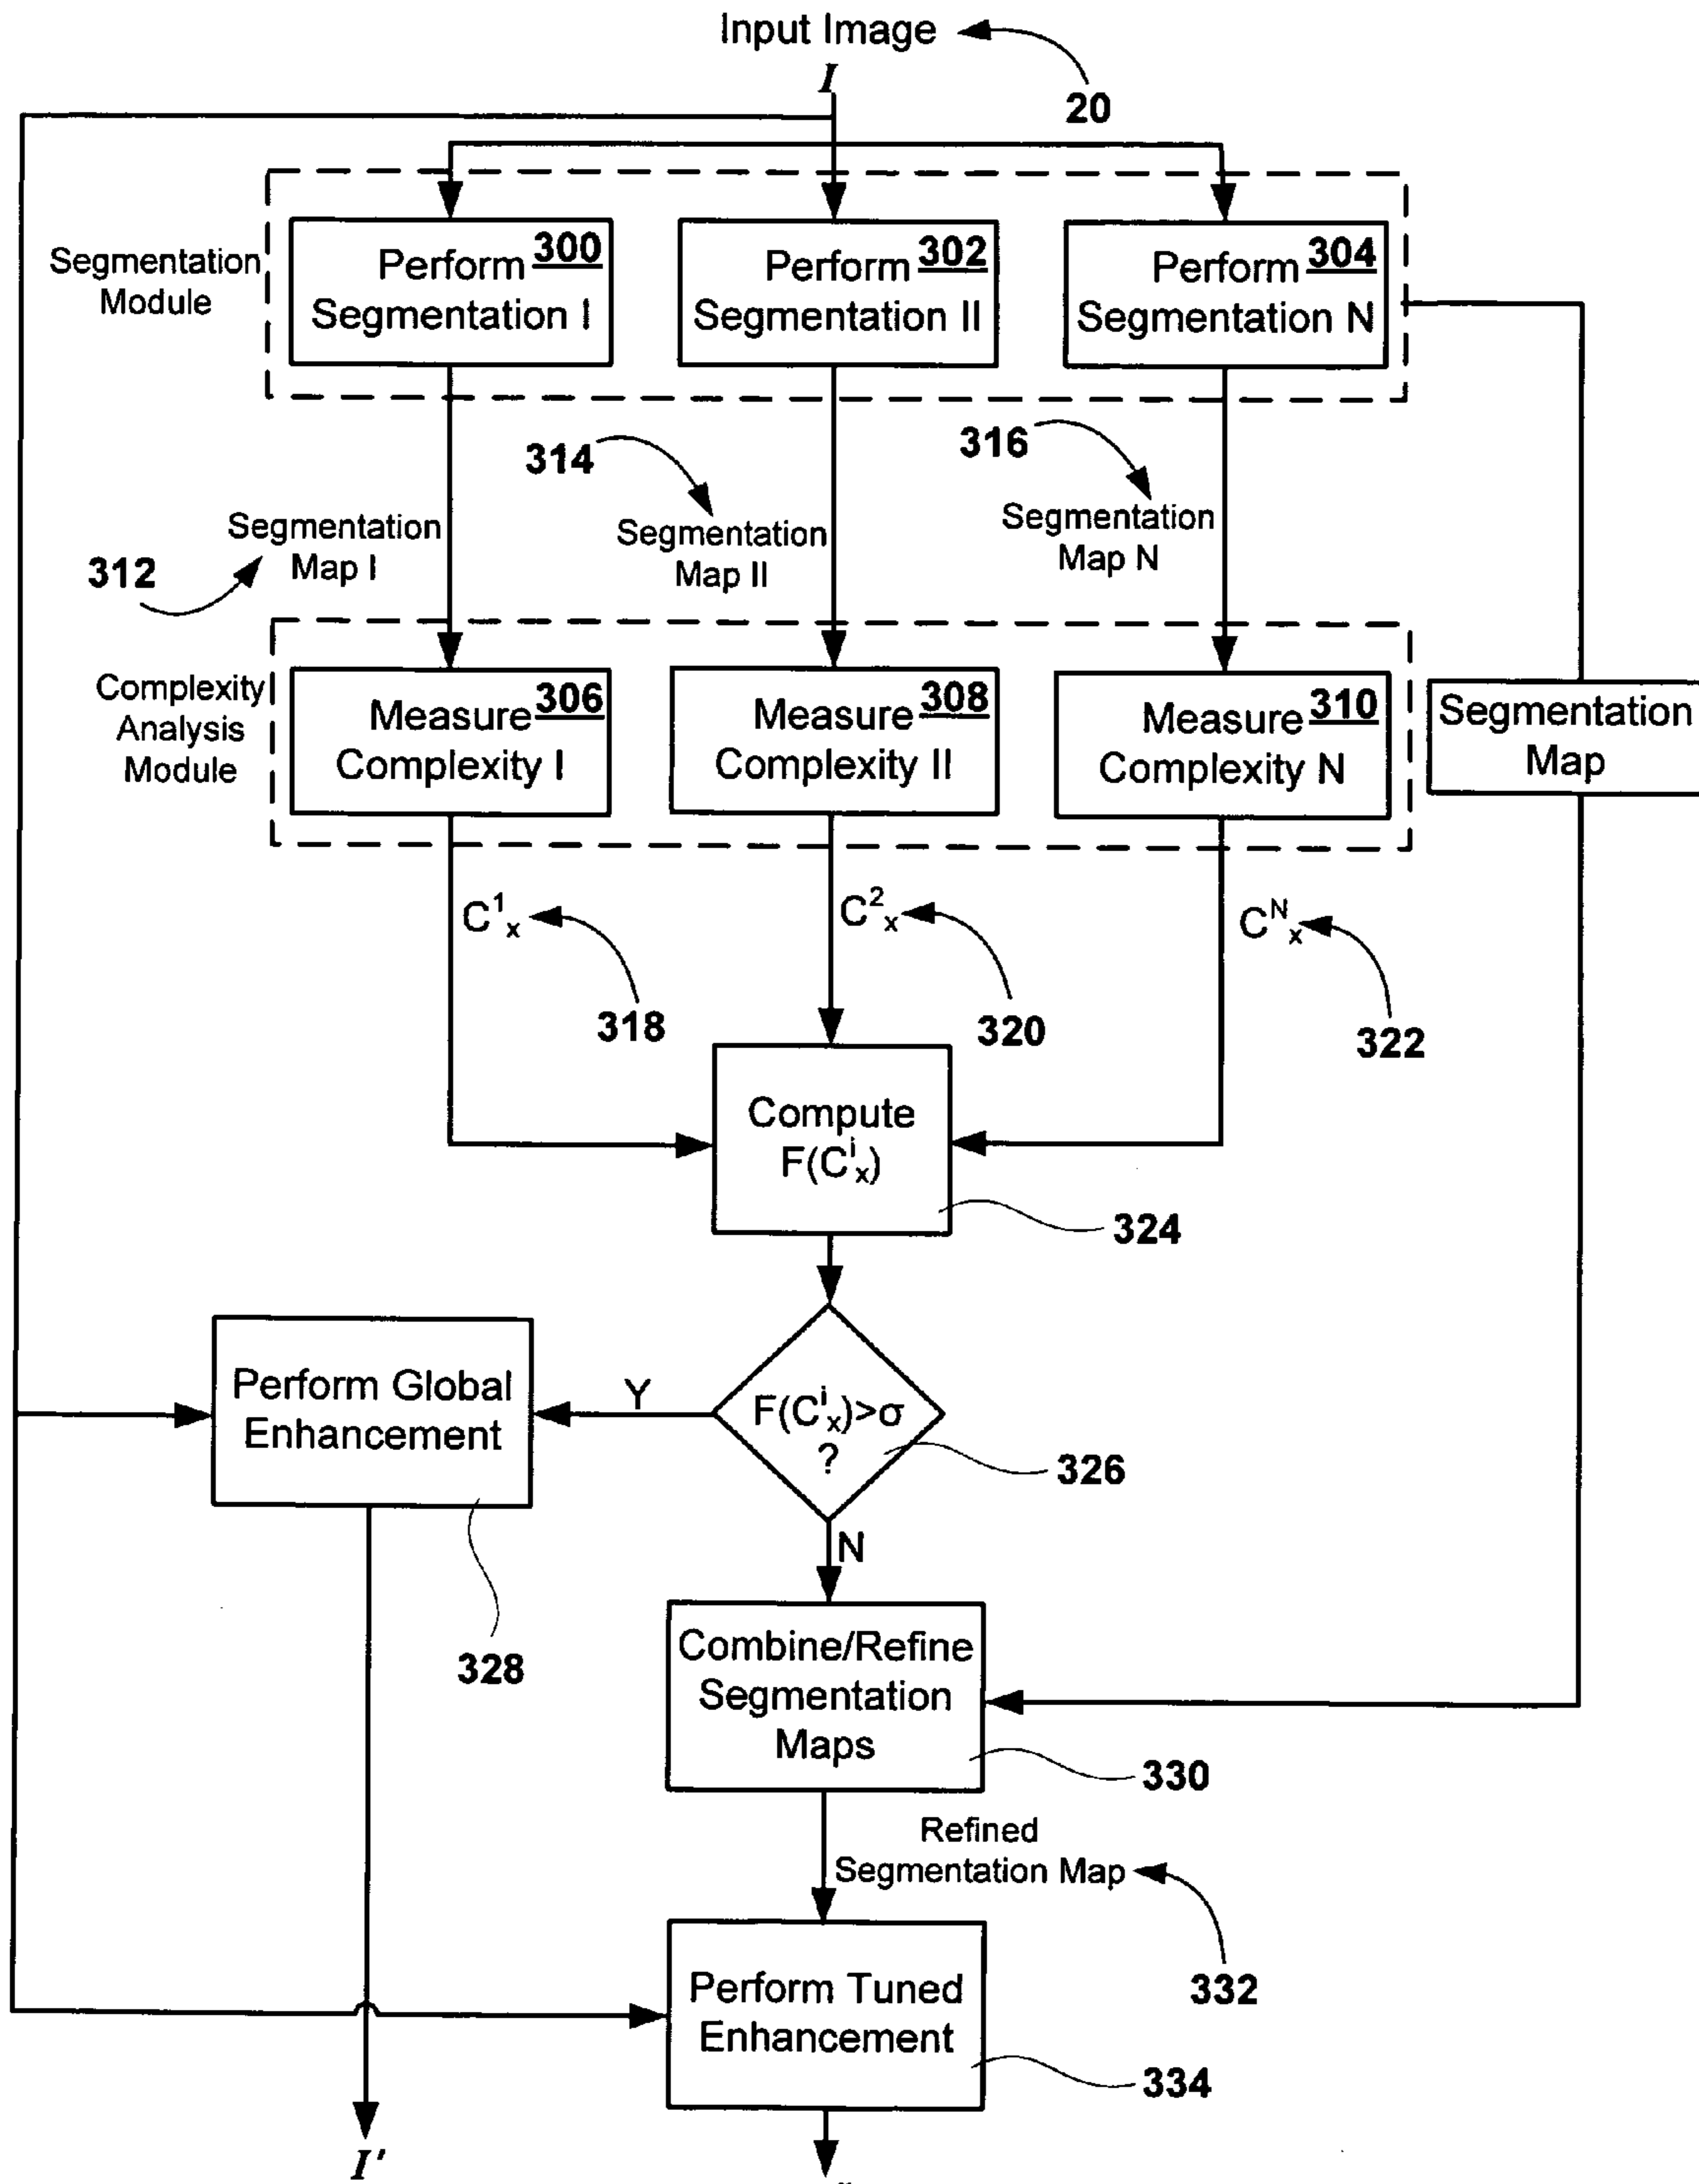 Input Image
I
20
Segmentation
Module
Perform 300
Segmentation I
Perform 302
Segmentation II
Perform 304
Segmentation N
314
316
312
Segmentation
Map I
Segmentation
Map II
Segmentation
Map N
Complexity
Analysis
Module
Measure 306
Complexity I
Measure 308
Complexity II
Measure 310
Complexity N
Segmentation
Map
C¹ₓ
C²ₓ
Cᴺₓ
318
320
322
Compute
F(Cⁱₓ)
324
Perform Global
Enhancement
Y
F(Cⁱₓ)>σ
?
326
N
328
Combine/Refine
Segmentation
Maps
330
Refined
Segmentation Map
332
Perform Tuned
Enhancement
334
I'